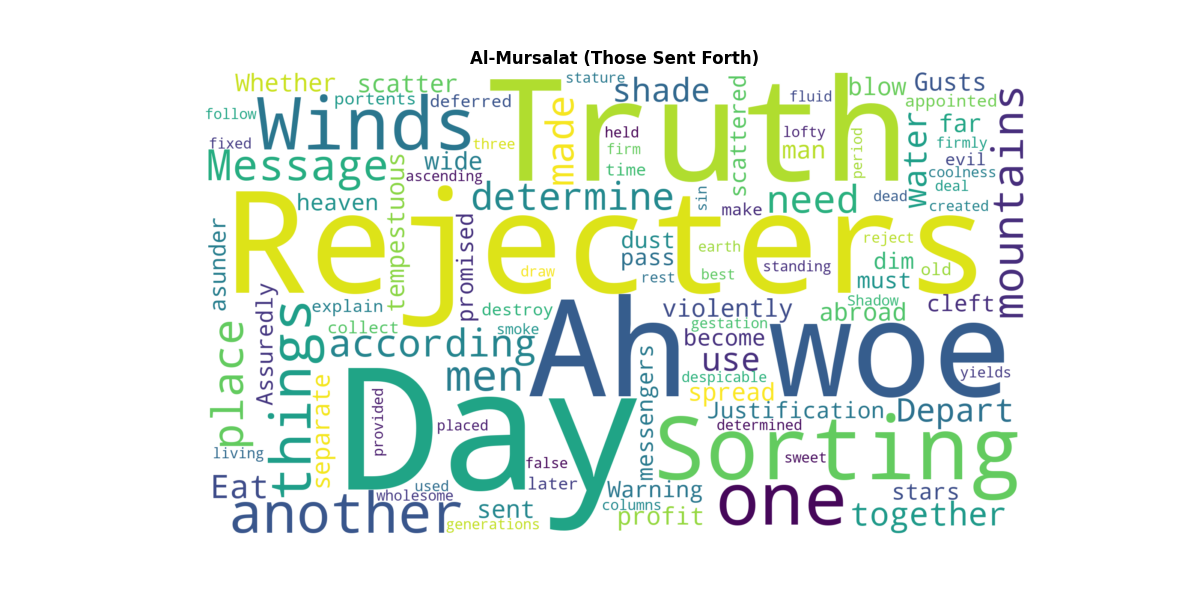 Al-Mursalat (Those Sent Forth)
Whether
scatter
stature
shade
blow
Gusts
follow
portents
deferred
Winds
Truth
fluid
appointed
fixed
three
made
held
firm
time
scattered
lofty
man
period
far
firmly
mountains
Message
wide
ascending
water
evil
coolness
deal
heaven
tempestuous
determine
sin
make
need
dead
created
Rejecters
asunder
promised
dust
pass
earth
reject
draw
rest
best
standing
dim
old
must
Assuredly
explain
destroy
violently
Shadow
abroad
cleft
place
things
collect
smoke
gestation
according
Ah
become
woe
use
yields
men
messengers
despicable
spread
separate
Day
provided
placed
Justification
Depart
determined
Sorting
living
false
sweet
Eat
used
wholesome
later
Warning
one
stars
another
sent
columns
generations
profit
together